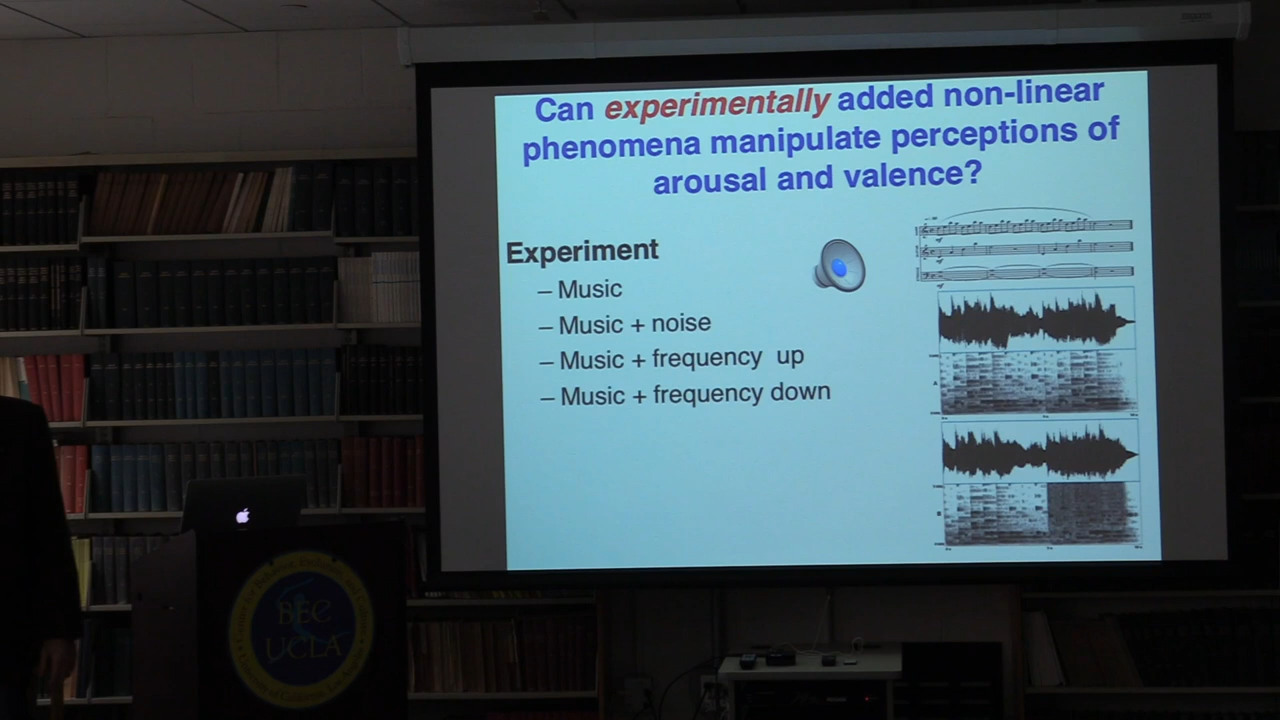 Can experimentally added non-linear
phenomena manipulate perceptions of
arousal and valence?
Experiment
– Music
– Music + noise
– Music + frequency  up
– Music + frequency down
BEC
UCLA